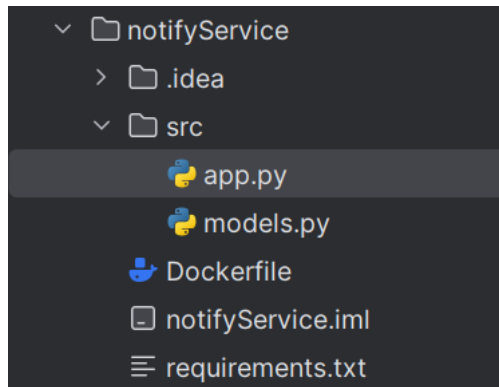 notifyService
.idea
src
app.py
models.py
Dockerfile
notifyService.iml
requirements.txt